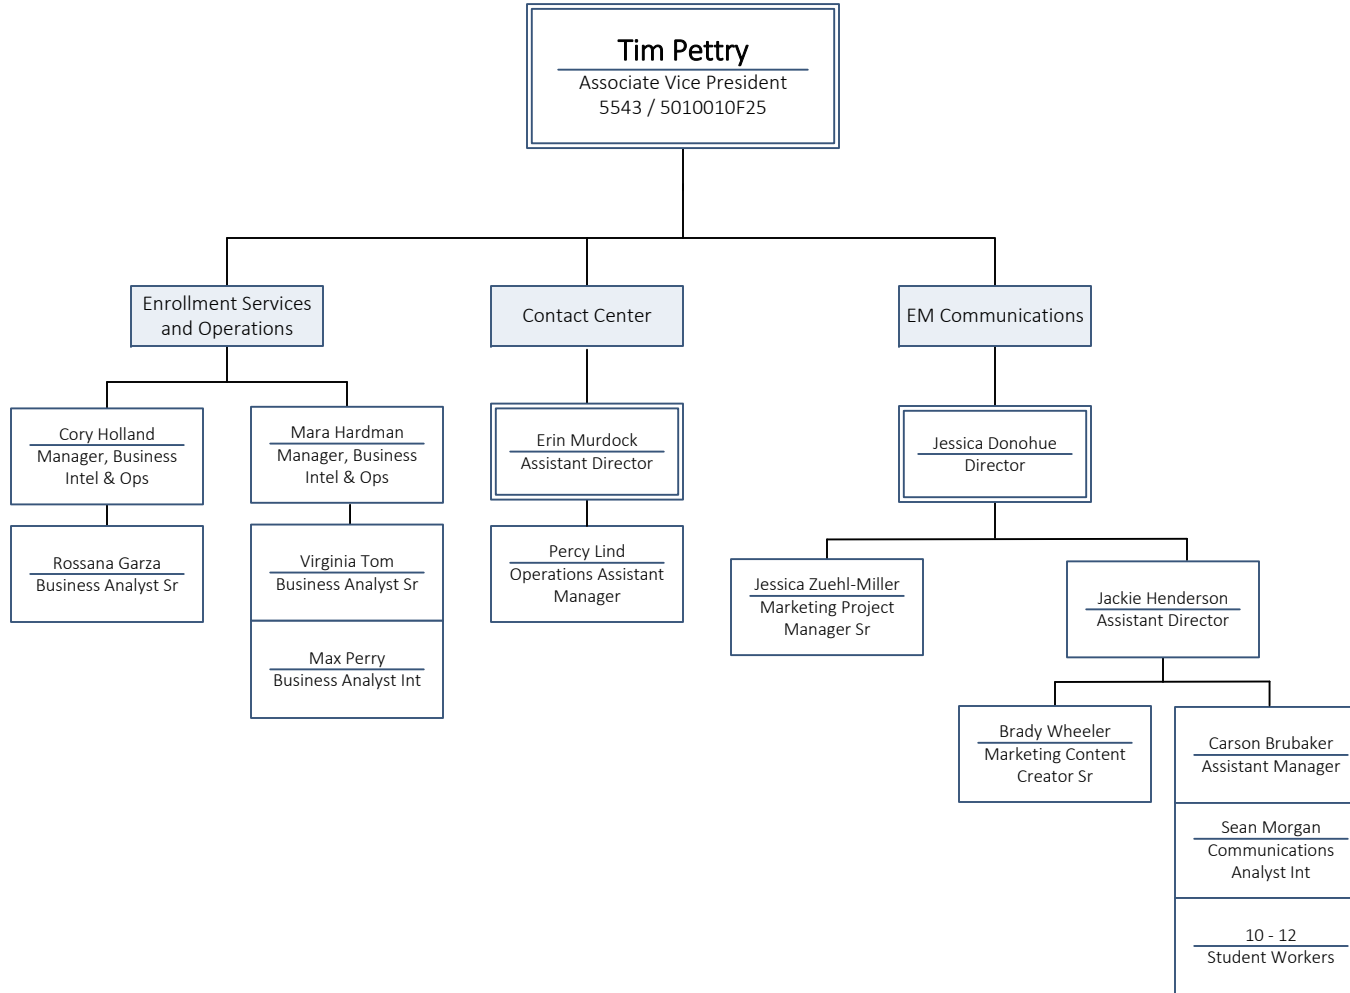 Tim Pettry
Associate Vice President
5543 / 5010010F25
Enrollment Services
and Operations
Contact Center
EM Communications
Cory Holland
Manager, Business
Intel & Ops
Mara Hardman
Manager, Business
Intel & Ops
Erin Murdock
Assistant Director
Jessica Donohue
Director
Rossana Garza
Business Analyst Sr
Virginia Tom
Business Analyst Sr
Max Perry
Business Analyst Int
Percy Lind
Operations Assistant
Manager
Jessica Zuehl-Miller
Marketing Project
Manager Sr
Jackie Henderson
Assistant Director
Brady Wheeler
Marketing Content
Creator Sr
Carson Brubaker
Assistant Manager
Sean Morgan
Communications
Analyst Int
10 - 12
Student Workers